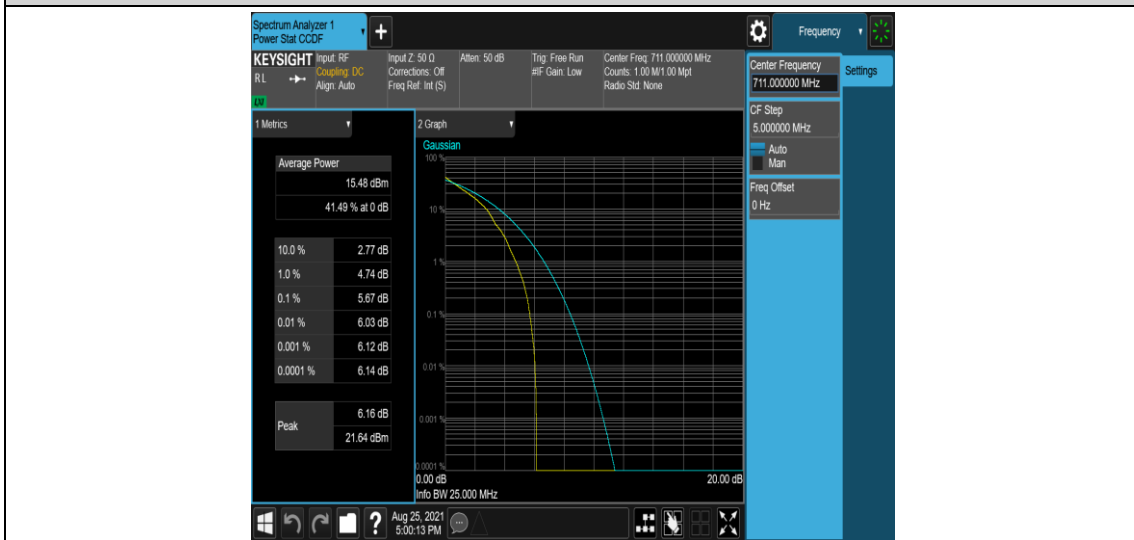 Spectrum Analyzer 1
Power Stat CCDF
+
Frequency
KEYSIGHT
RL
LXI
Input: RF
Coupling: DC
Align: Auto
Input Z: 50 Ω
Corrections: Off
Freq Ref: Int (S)
Atten: 50 dB
Trig: Free Run
#IF Gain: Low
Center Freq: 711.000000 MHz
Counts: 1.00 M/1.00 Mpt
Radio Std: None
Center Frequency
711.000000 MHz
Settings
CF Step
5.000000 MHz
Auto
Man
Freq Offset
0 Hz
1 Metrics
Average Power
15.48 dBm
41.49 % at 0 dB
10.0 % 2.77 dB
1.0 % 4.74 dB
0.1 % 5.67 dB
0.01 % 6.03 dB
0.001 % 6.12 dB
0.0001 % 6.14 dB
Peak
6.16 dB
21.64 dBm
2 Graph
Gaussian
100 %
10 %
1 %
0.1 %
0.01 %
0.001 %
0.0001 %
0.00 dB 20.00 dB
Info BW 25.000 MHz
?
Aug 25, 2021
5:00:13 PM